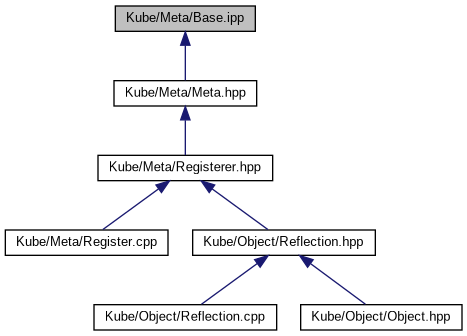 Kube/Meta/Base.ipp
Kube/Meta/Meta.hpp
Kube/Meta/Registerer.hpp
Kube/Meta/Register.cpp
Kube/Object/Reflection.hpp
Kube/Object/Reflection.cpp
Kube/Object/Object.hpp